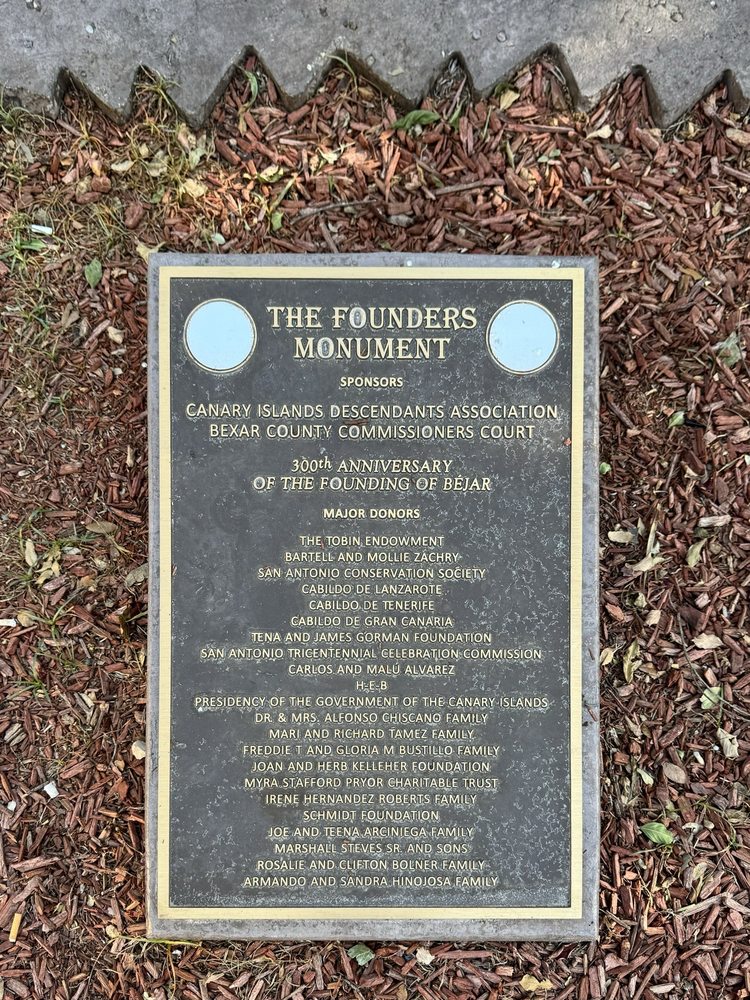 THE FOUNDERS
MONUMENT
SPONSORS
CANARY ISLANDS DESCENDANTS ASSOCIATION
BEXAR COUNTY COMMISSIONERS COURT
300th ANNIVERSARY
OF THE FOUNDING OF BÉJAR
MAJOR DONORS
THE TOBIN ENDOWMENT
BARTELL AND MOLLIE ZACHRY
SAN ANTONIO CONSERVATION SOCIETY
CABILDO DE LANZAROTE
CABILDO DE TENERIFE
CABILDO DE GRAN CANARIA
TENA AND JAMES GORMAN FOUNDATION
SAN ANTONIO TRICENTENNIAL CELEBRATION COMMISSION
CARLOS AND MALÚ ALVAREZ
H-E-B
PRESIDENCY OF THE GOVERNMENT OF THE CANARY ISLANDS
DR. & MRS. ALFONSO CHISCANO FAMILY
MARI AND RICHARD TAMEZ FAMILY
FREDDIE T AND GLORIA M BUSTILLO FAMILY
JOAN AND HERB KELLEHER FOUNDATION
MYRA STAFFORD PRYOR CHARITABLE TRUST
IRENE HERNANDEZ ROBERTS FAMILY
SCHMIDT FOUNDATION
JOE AND TEENA ARCINIEGA FAMILY
MARSHALL STEVES SR. AND SONS
ROSALIE AND CLIFTON BOLNER FAMILY
ARMANDO AND SANDRA HINOJOSA FAMILY